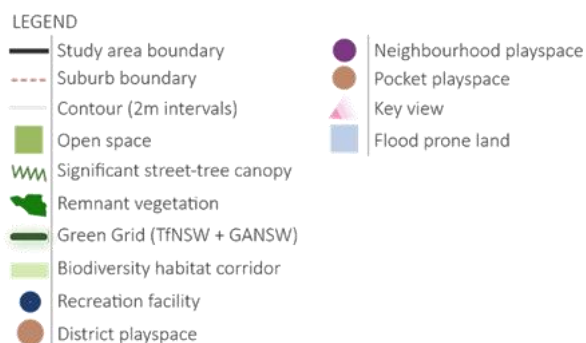 LEGEND
Study area boundary
Suburb boundary
Contour (2m intervals)
Open space
Significant street-tree canopy
Remnant vegetation
Green Grid (TfNSW + GANSW)
Biodiversity habitat corridor
Recreation facility
District playspace
Neighbourhood playspace
Pocket playspace
Key view
Flood prone land